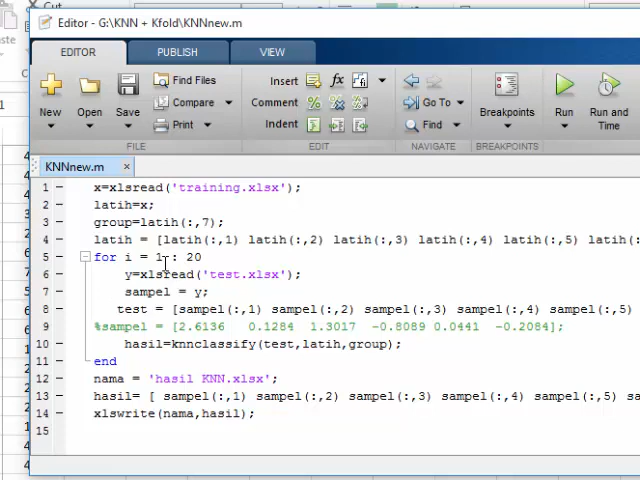 Editor - G:\KNN + Kfold\KNNnew.m
EDITOR PUBLISH VIEW
New
Open
Save
Find Files
Compare
Print
FILE
Insert fx
Comment
Indent
EDIT
Go To
Find
NAVIGATE
Breakpoints
BREAKPOINTS
Run
Run and
Time
KNNnew.m ×
1 – x=xlsread('training.xlsx');
2 – latih=x;
3 – group=latih(:,7);
4 – latih = [latih(:,1) latih(:,2) latih(:,3) latih(:,4) latih(:,5) lat
5 – for i = 1 : 20
6 – y=xlsread('test.xlsx');
7 – sampel = y;
8 – test = [sampel(:,1) sampel(:,2) sampel(:,3) sampel(:,4) sampel(:,5)
9 %sampel = [2.6136 0.1284 1.3017 -0.8089 0.0441 -0.2084];
10 – hasil=knnclassify(test,latih,group);
11 – end
12 – nama = 'hasil KNN.xlsx';
13 – hasil= [ sampel(:,1) sampel(:,2) sampel(:,3) sampel(:,4) sampel(:,5) sa
14 – xlswrite(nama,hasil);
15